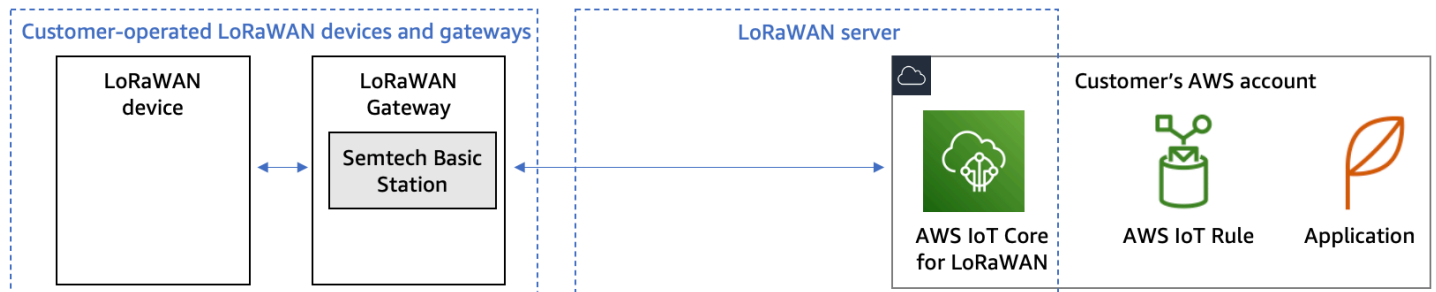 Customer-operated LoRaWAN devices and gateways
LoRaWAN
device
LoRaWAN
Gateway
Semtech Basic
Station
LoRaWAN server
Customer’s AWS account
AWS IoT Core
for LoRaWAN
AWS IoT Rule
Application